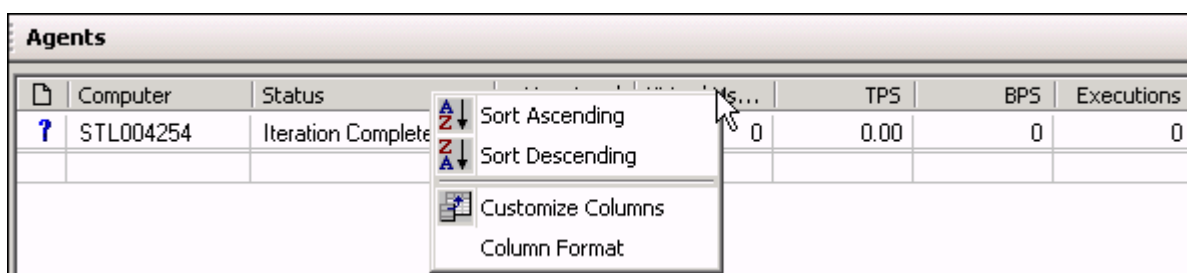 Agents
Computer Status TPS BPS Executions
? STL004254 Iteration Complete 0 0.00 0 0
Sort Ascending
Sort Descending
Customize Columns
Column Format